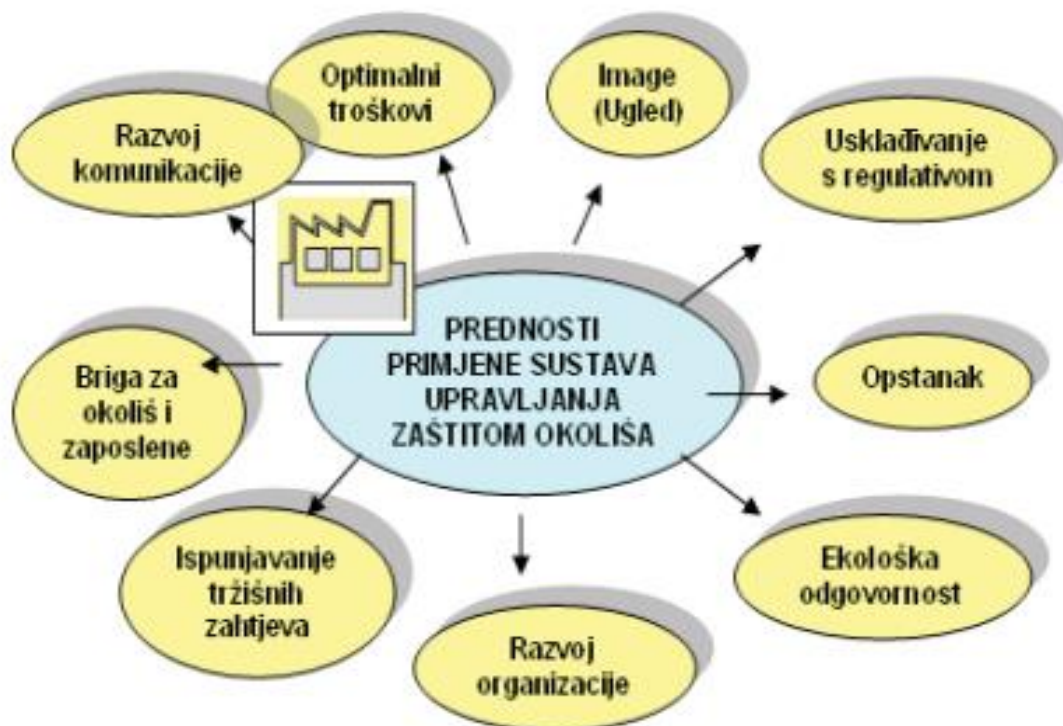 Optimalni
troškovi
Image
(Ugled)
Razvoj
komunikacije
Usklađivanje
s regulativom
PREDNOSTI
PRIMJENE SUSTAVA
UPRAVLJANJA
ZAŠTITOM OKOLIŠA
Briga za
okoliš i
zaposlene
Opstanak
Ispunjavanje
tržišnih
zahtjeva
Ekološka
odgovornost
Razvoj
organizacije